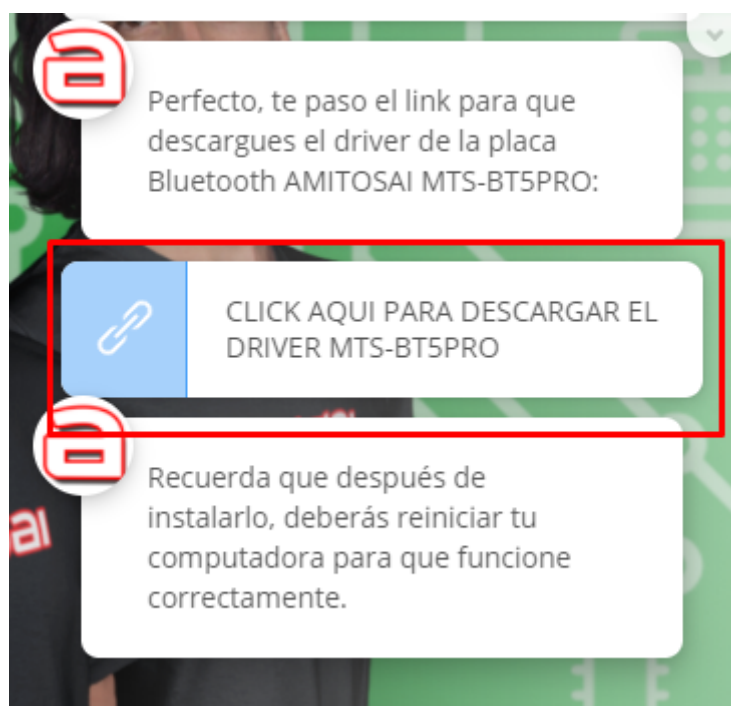 a
Perfecto, te paso el link para que
descargues el driver de la placa
Bluetooth AMITOSAI MTS-BT5PRO:
CLICK AQUI PARA DESCARGAR EL
DRIVER MTS-BT5PRO
a
Recuerda que después de
instalarlo, deberás reiniciar tu
computadora para que funcione
correctamente.